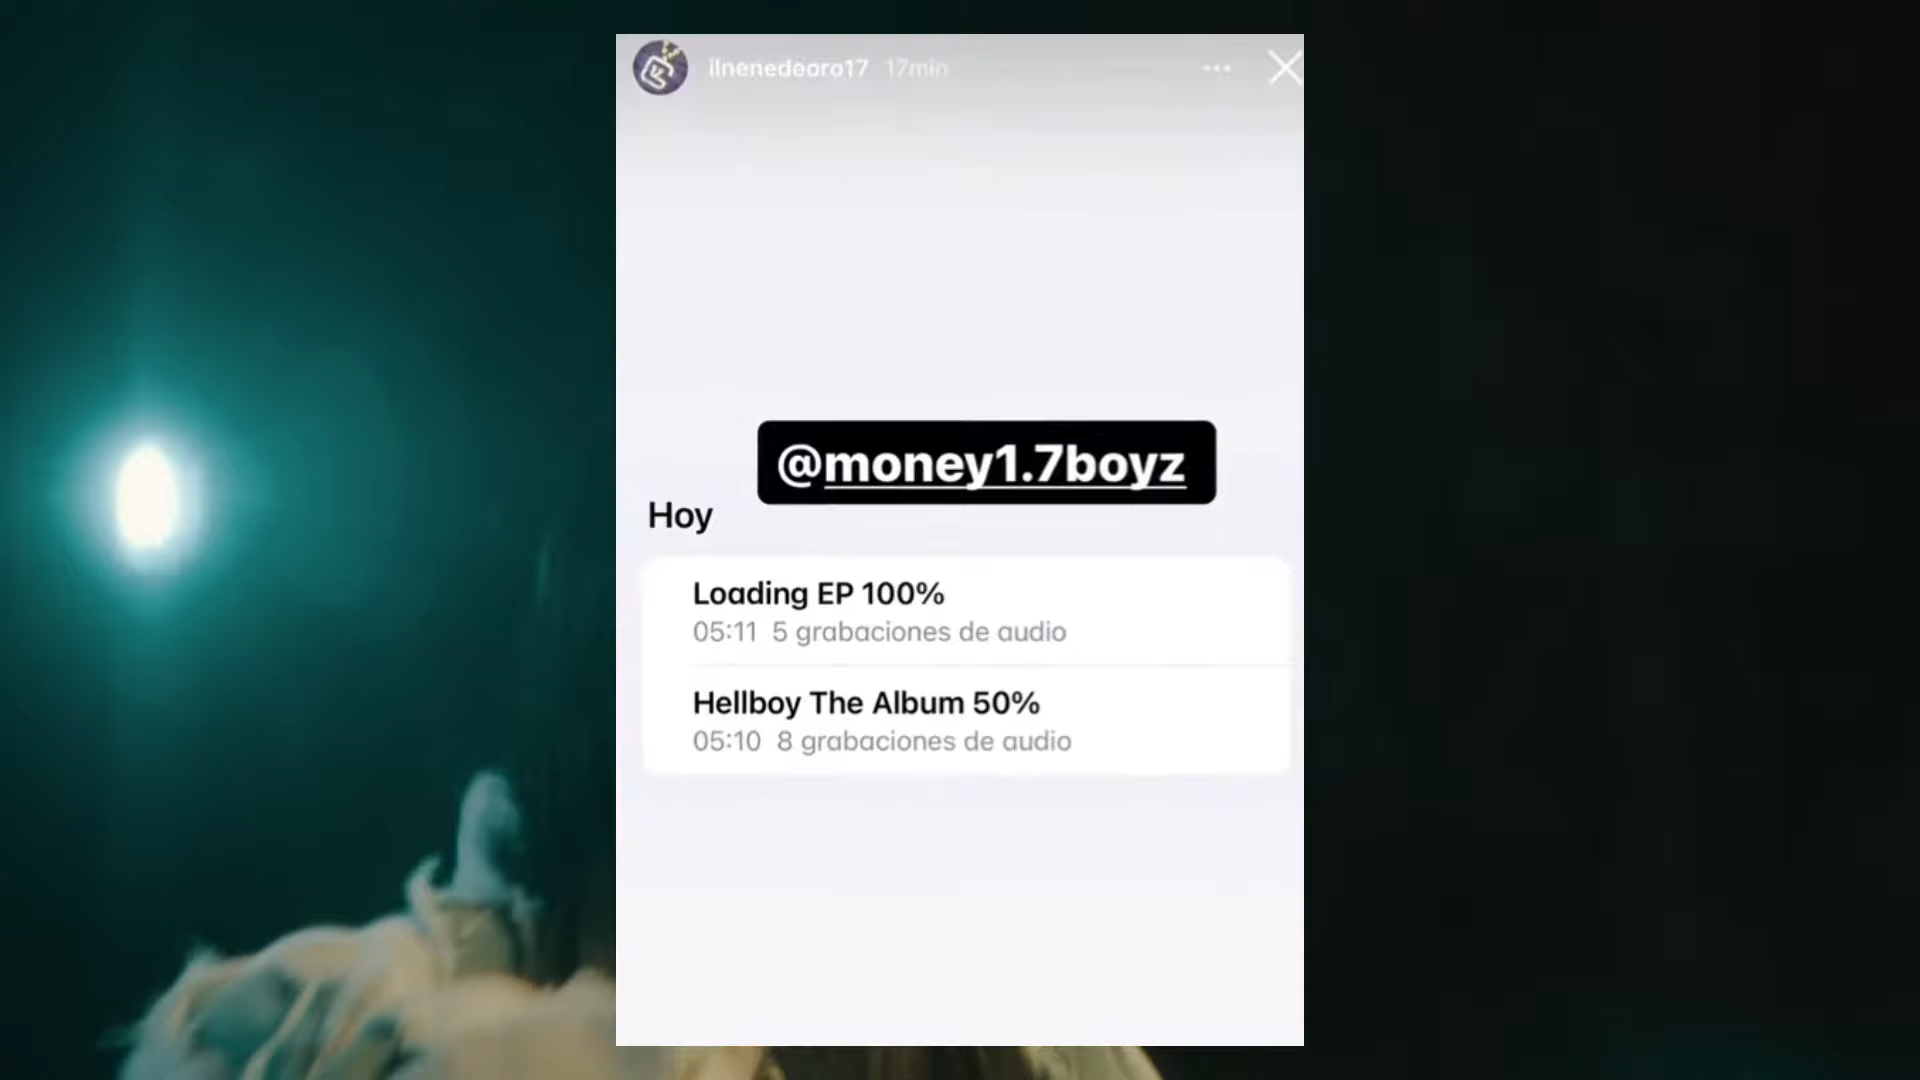 ilnenedeoro17 17min
@money1.7boyz
Hoy
Loading EP 100%
05:11 5 grabaciones de audio
Hellboy The Album 50%
05:10 8 grabaciones de audio